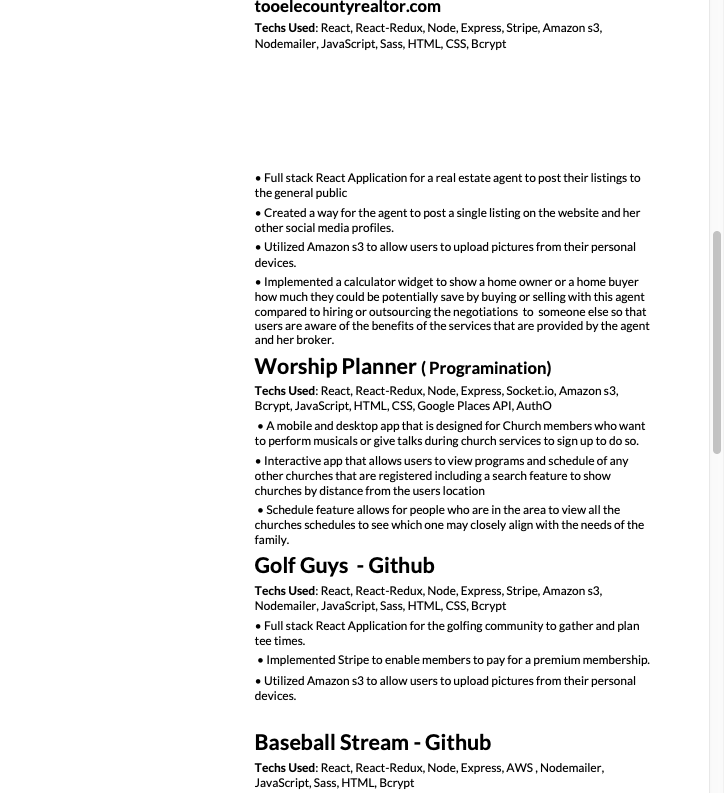 tooelecountyrealtor.com
Techs Used: React, React-Redux, Node, Express, Stripe, Amazon s3,
Nodemailer, JavaScript, Sass, HTML, CSS, Bcrypt
• Full stack React Application for a real estate agent to post their listings to
the general public
• Created a way for the agent to post a single listing on the website and her
other social media profiles.
• Utilized Amazon s3 to allow users to upload pictures from their personal
devices.
• Implemented a calculator widget to show a home owner or a home buyer
how much they could be potentially save by buying or selling with this agent
compared to hiring or outsourcing the negotiations to someone else so that
users are aware of the benefits of the services that are provided by the agent
and her broker.
Worship Planner ( Programination)
Techs Used: React, React-Redux, Node, Express, Socket.io, Amazon s3,
Bcrypt, JavaScript, HTML, CSS, Google Places API, AuthO
• A mobile and desktop app that is designed for Church members who want
to perform musicals or give talks during church services to sign up to do so.
• Interactive app that allows users to view programs and schedule of any
other churches that are registered including a search feature to show
churches by distance from the users location
• Schedule feature allows for people who are in the area to view all the
churches schedules to see which one may closely align with the needs of the
family.
Golf Guys - Github
Techs Used: React, React-Redux, Node, Express, Stripe, Amazon s3,
Nodemailer, JavaScript, Sass, HTML, CSS, Bcrypt
• Full stack React Application for the golfing community to gather and plan
tee times.
• Implemented Stripe to enable members to pay for a premium membership.
• Utilized Amazon s3 to allow users to upload pictures from their personal
devices.
Baseball Stream - Github
Techs Used: React, React-Redux, Node, Express, AWS , Nodemailer,
JavaScript, Sass, HTML, Bcrypt